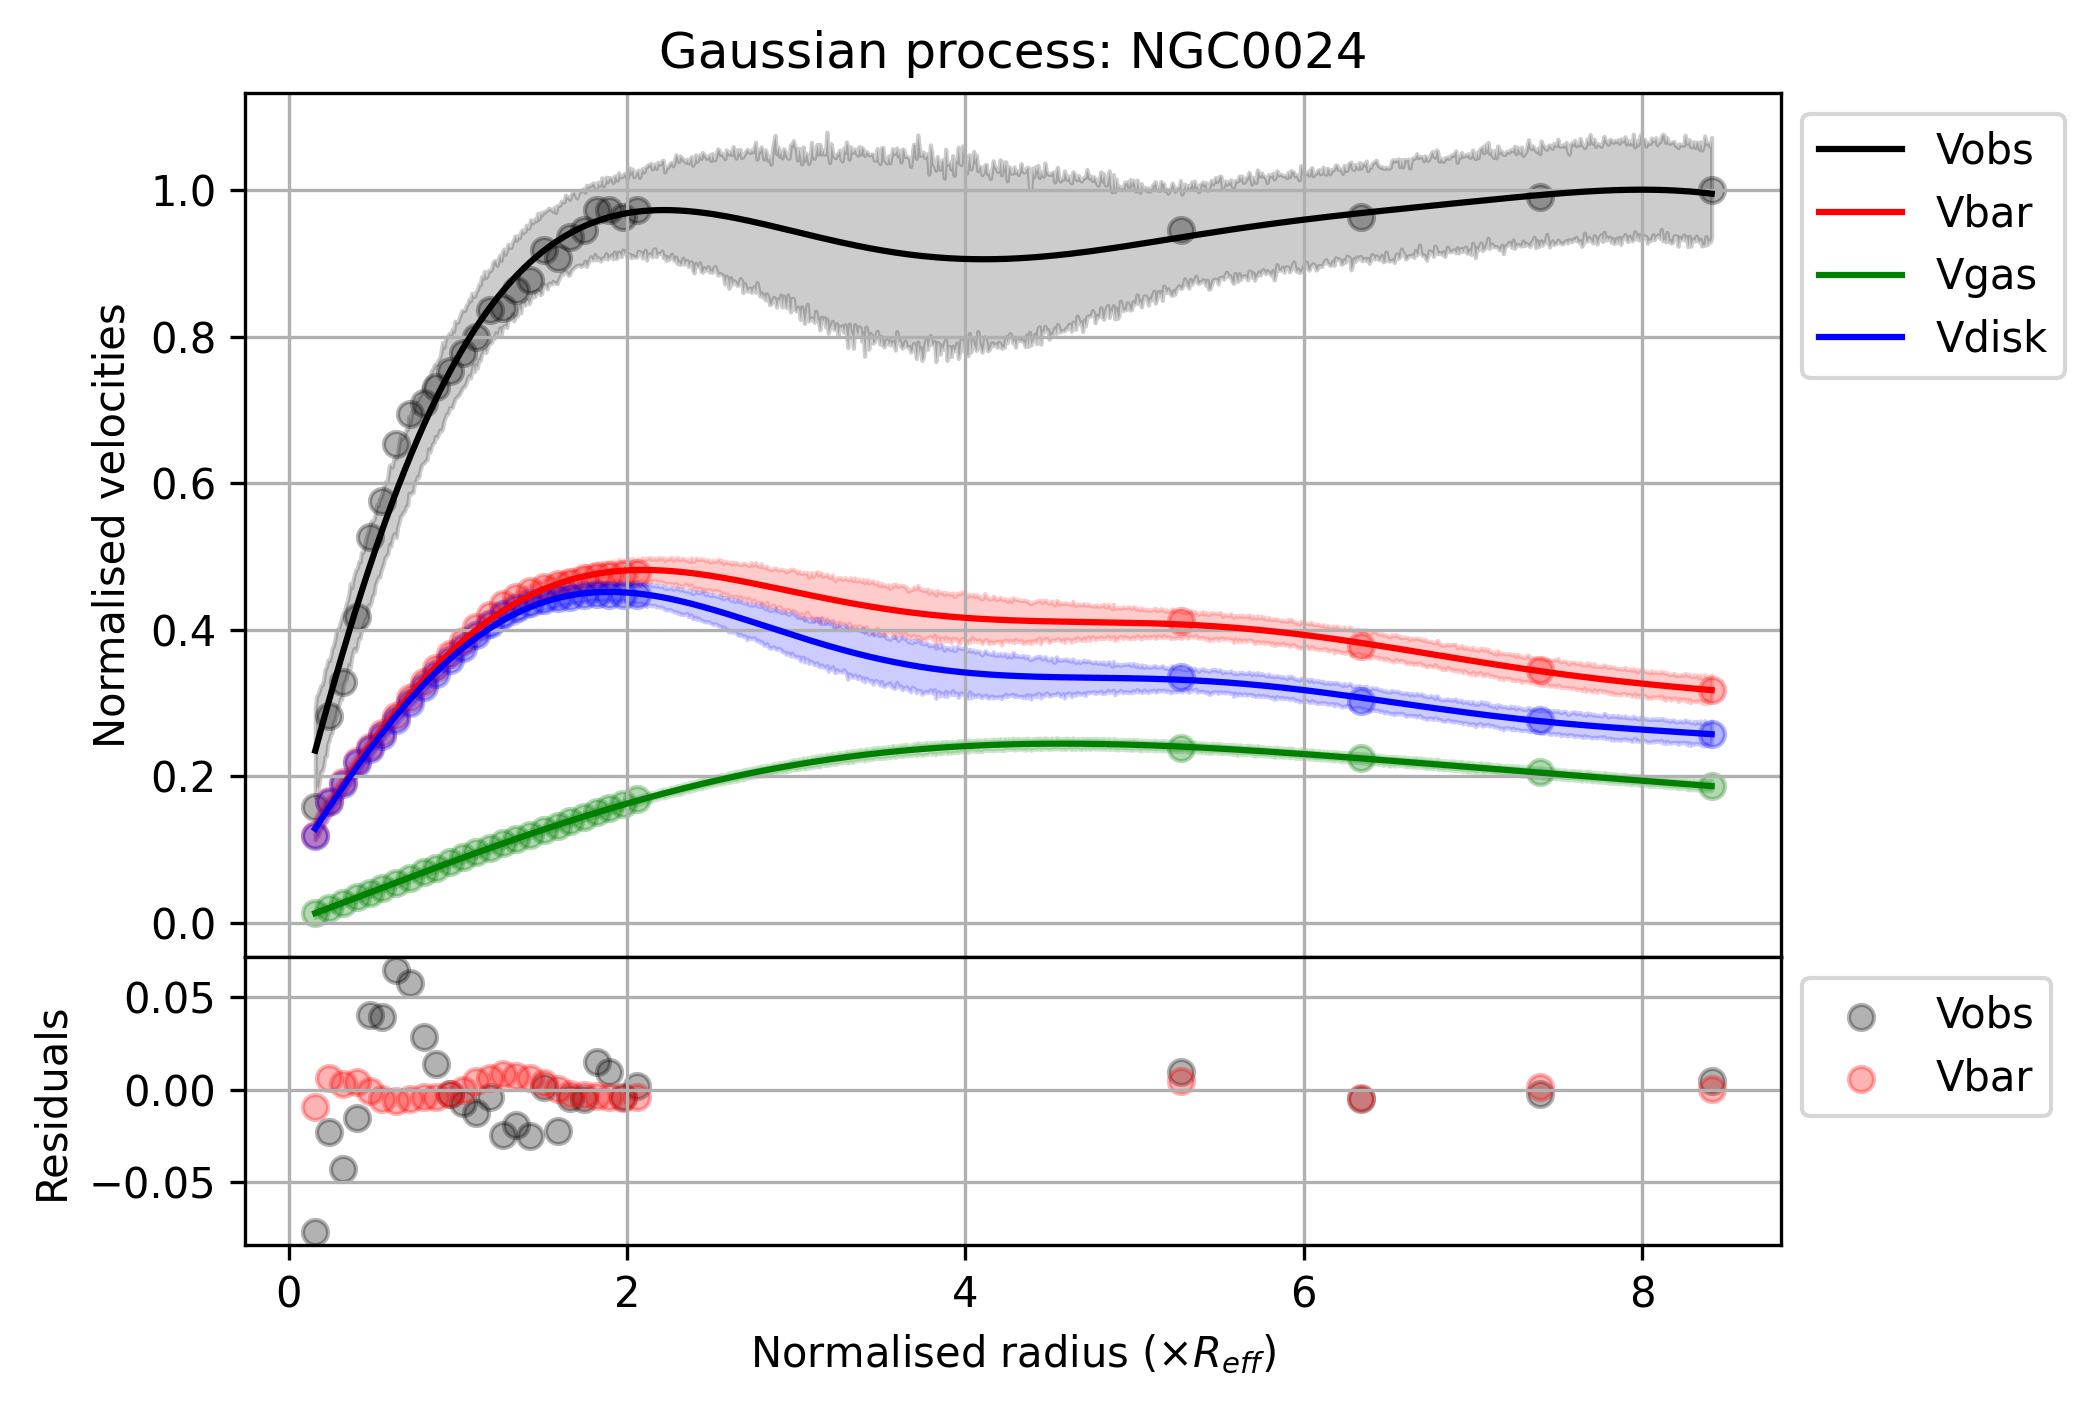 Gaussian process: NGC0024
Normalised velocities
1.0
0.8
0.6
0.4
0.2
0.0
Vobs
Vbar
Vgas
Vdisk
Residuals
0.05
0.00
−0.05
Vobs
Vbar
0 2 4 6 8
Normalised radius (×R_eff)